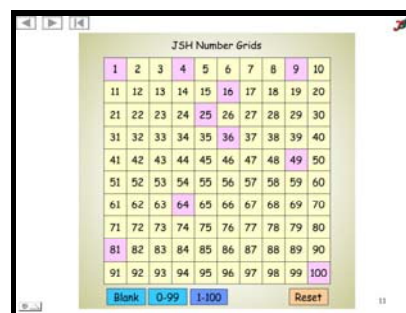 JSH Number Grids
1 2 3 4 5 6 7 8 9 10
11 12 13 14 15 16 17 18 19 20
21 22 23 24 25 26 27 28 29 30
31 32 33 34 35 36 37 38 39 40
41 42 43 44 45 46 47 48 49 50
51 52 53 54 55 56 57 58 59 60
61 62 63 64 65 66 67 68 69 70
71 72 73 74 75 76 77 78 79 80
81 82 83 84 85 86 87 88 89 90
91 92 93 94 95 96 97 98 99 100
Blank 0-99 1-100 Reset
11